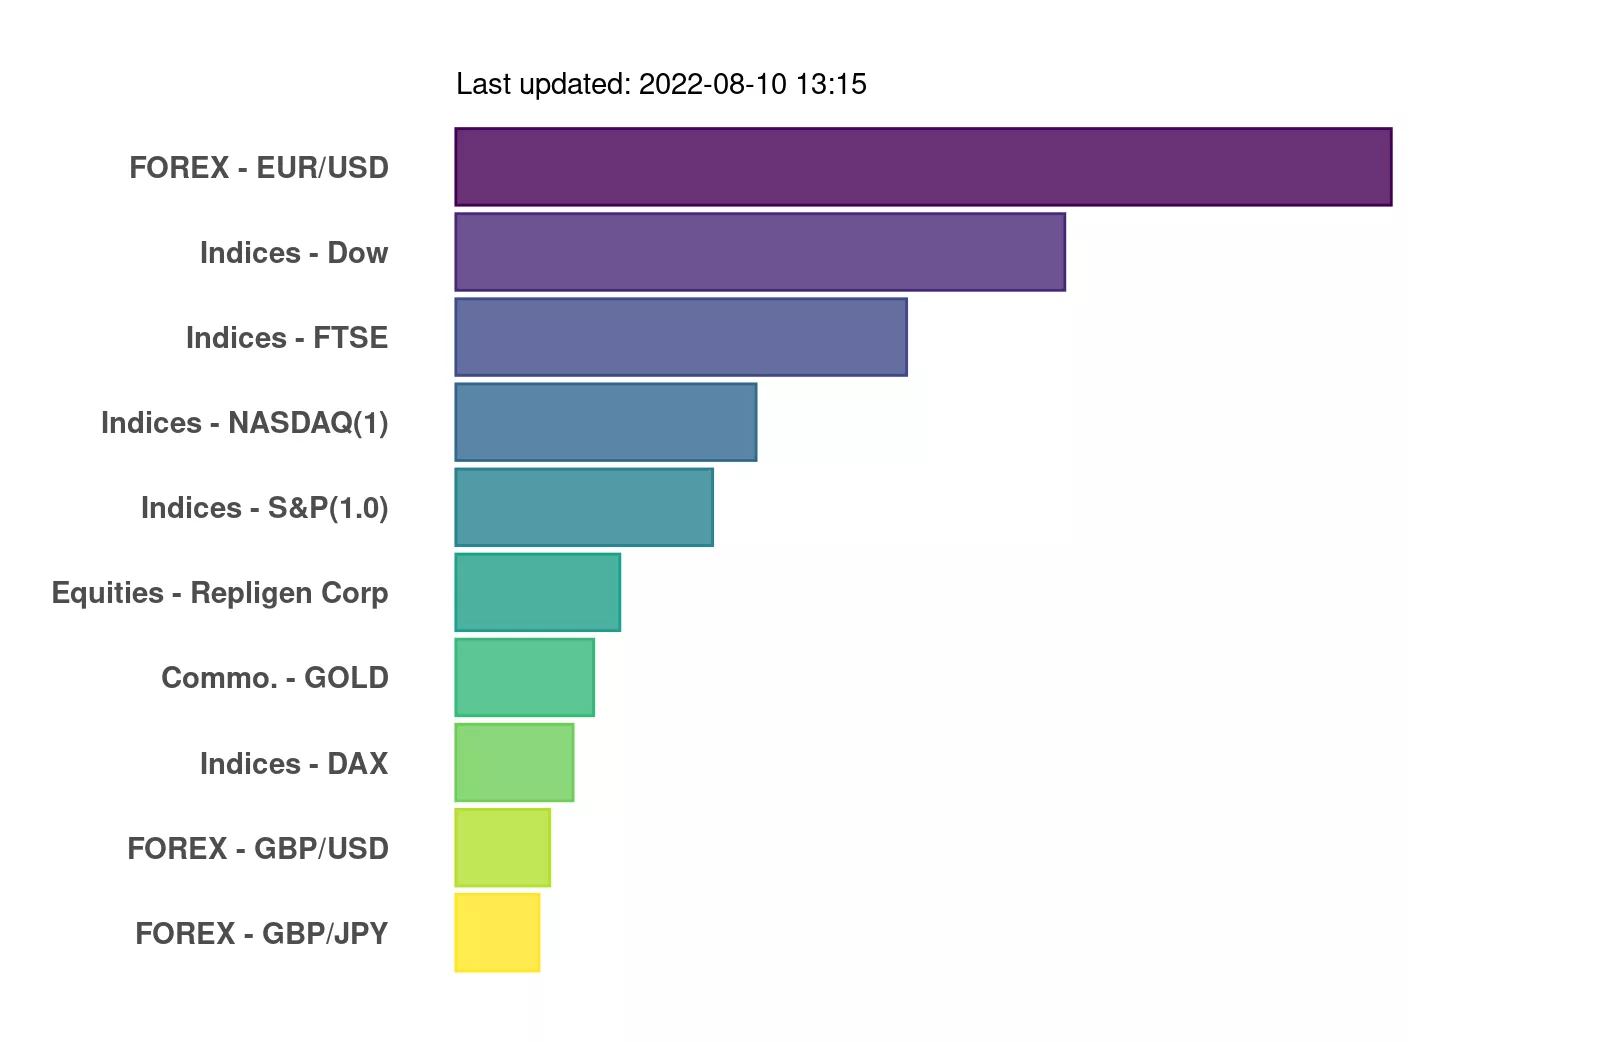 Last updated: 2022-08-10 13:15
FOREX - EUR/USD
Indices - Dow
Indices - FTSE
Indices - NASDAQ(1)
Indices - S&P(1.0)
Equities - Repligen Corp
Commo. - GOLD
Indices - DAX
FOREX - GBP/USD
FOREX - GBP/JPY